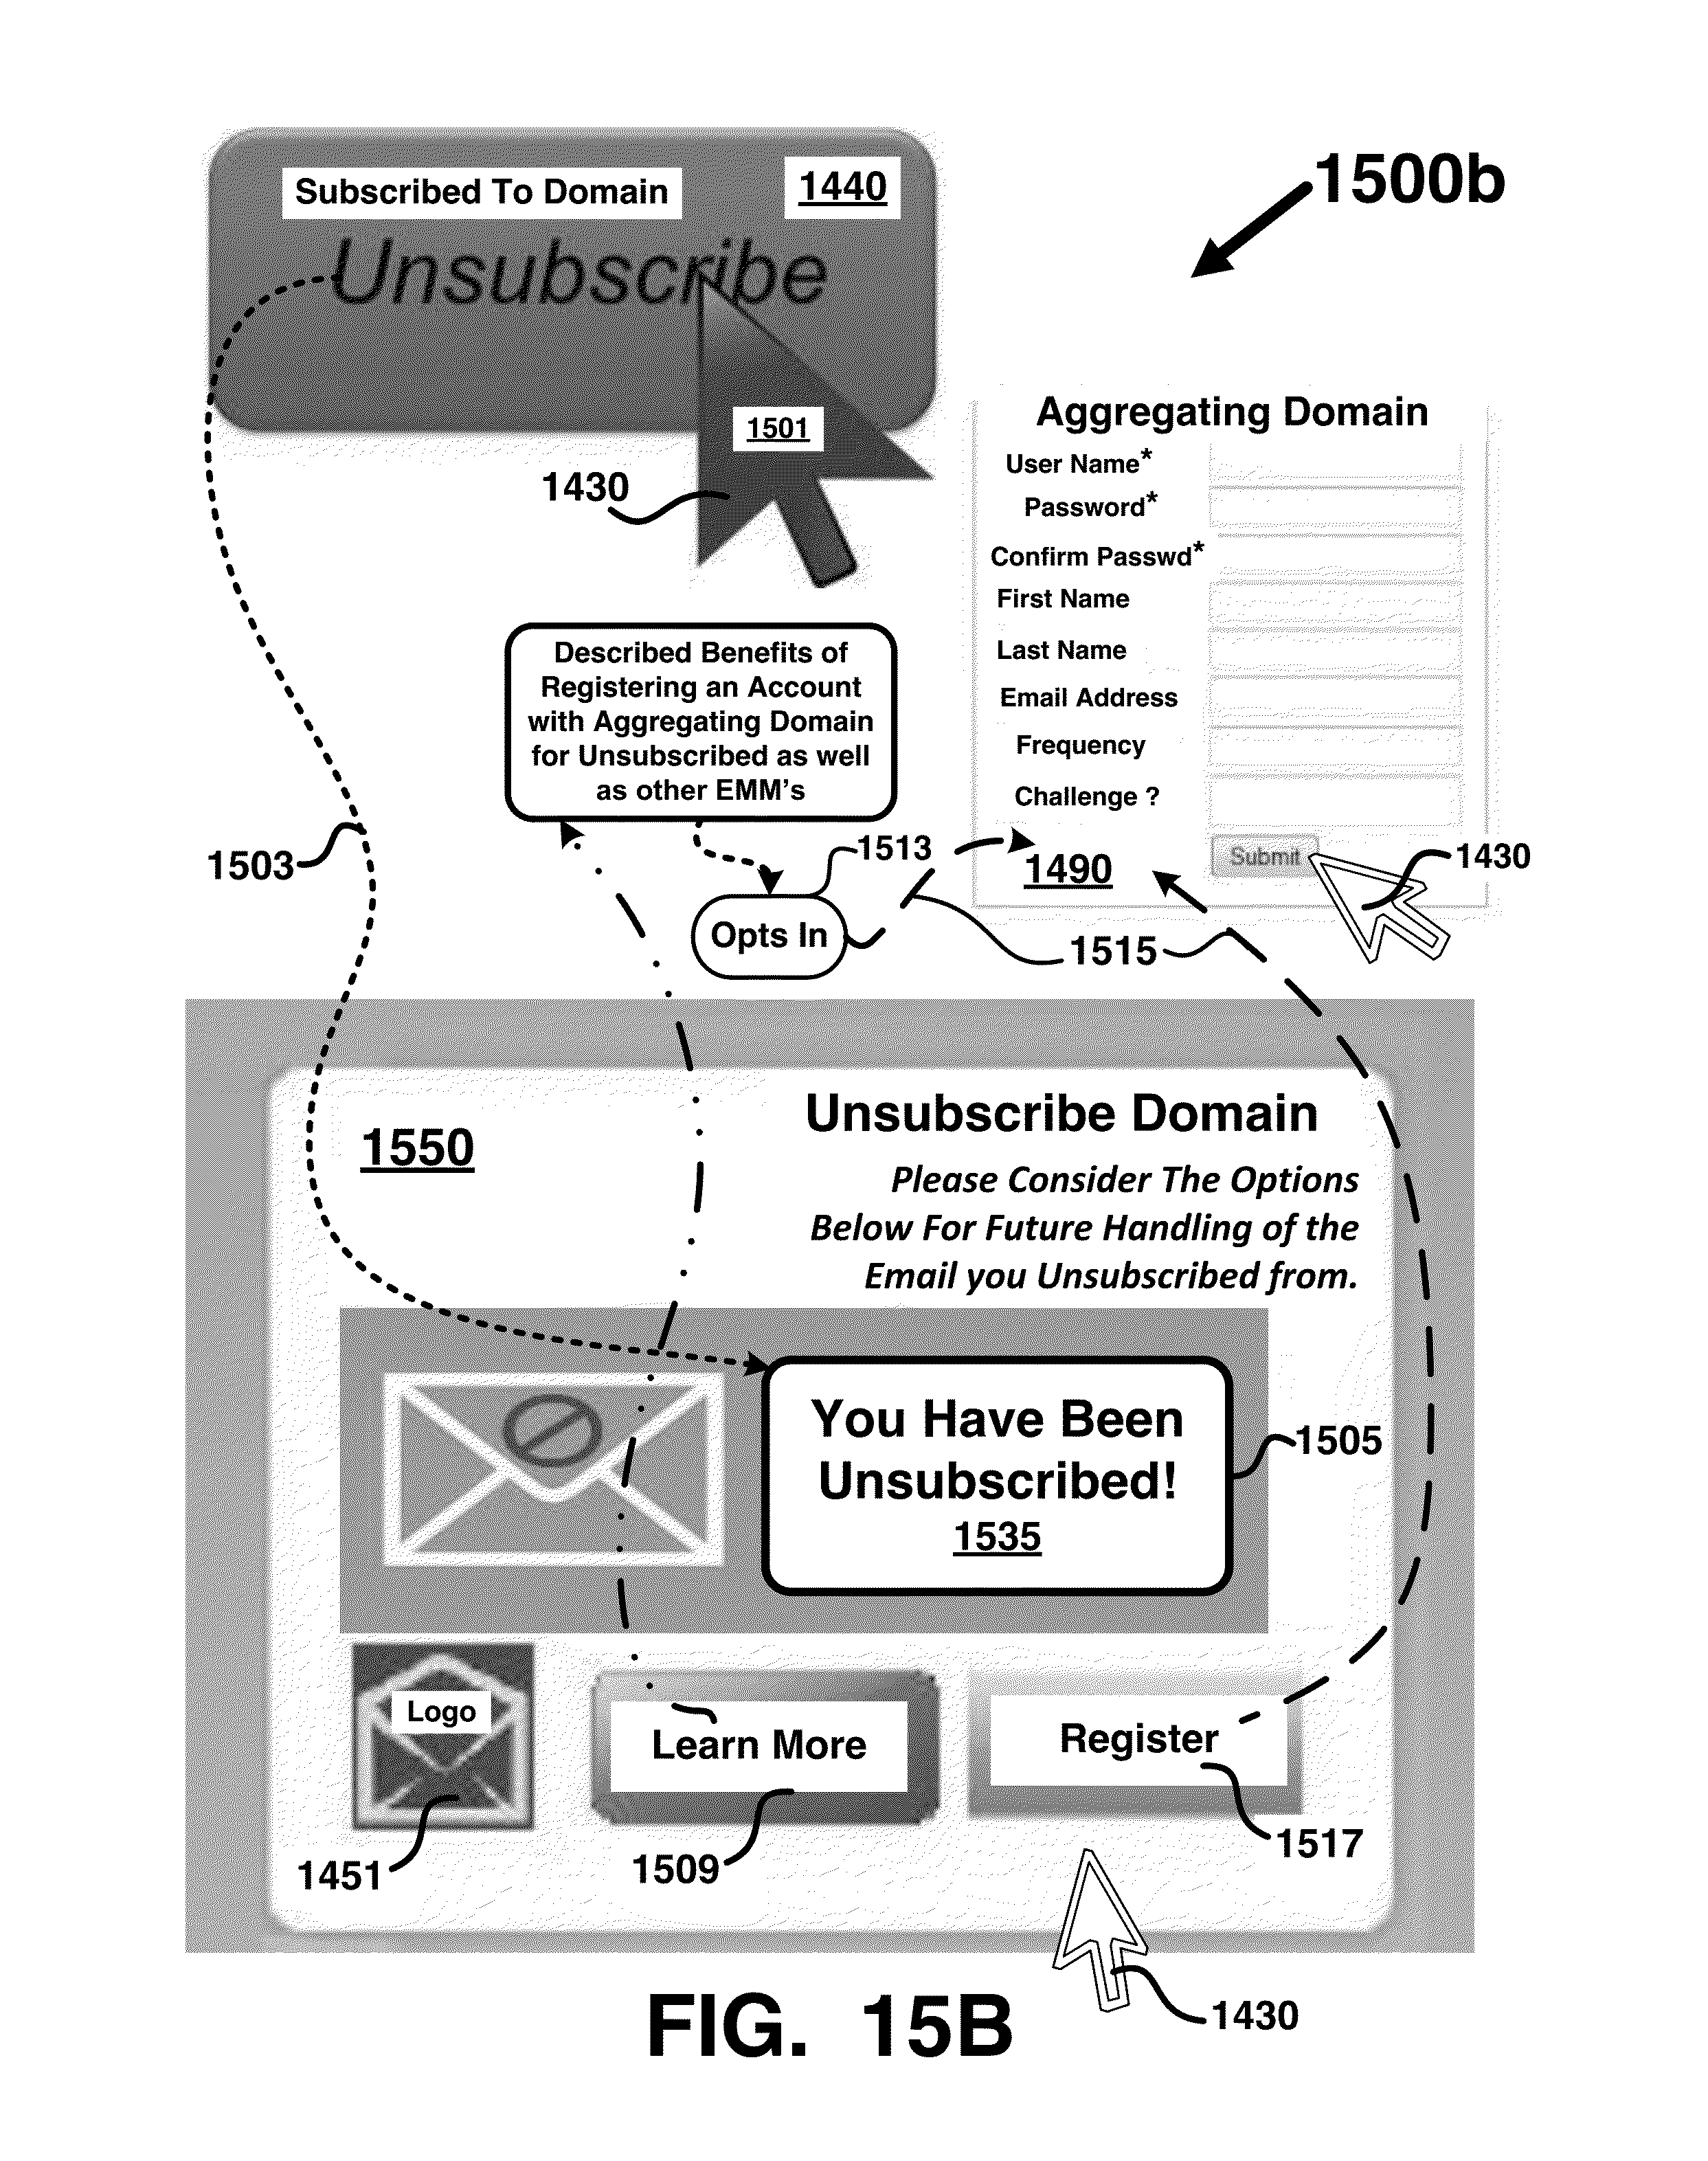 Subscribed To Domain
1440
Unsubscribe
1500b
1501
1430
Aggregating Domain
User Name*
Password*
Confirm Passwd*
First Name
Last Name
Email Address
Frequency
Challenge ?
Submit
1490
1430
Described Benefits of
Registering an Account
with Aggregating Domain
for Unsubscribed as well
as other EMM's
1503
1513
Opts In
1515
1550
Unsubscribe Domain
Please Consider The Options
Below For Future Handling of the
Email you Unsubscribed from.
You Have Been
Unsubscribed!
1535
1505
Logo
Learn More
Register
1451
1509
1517
1430
FIG. 15B